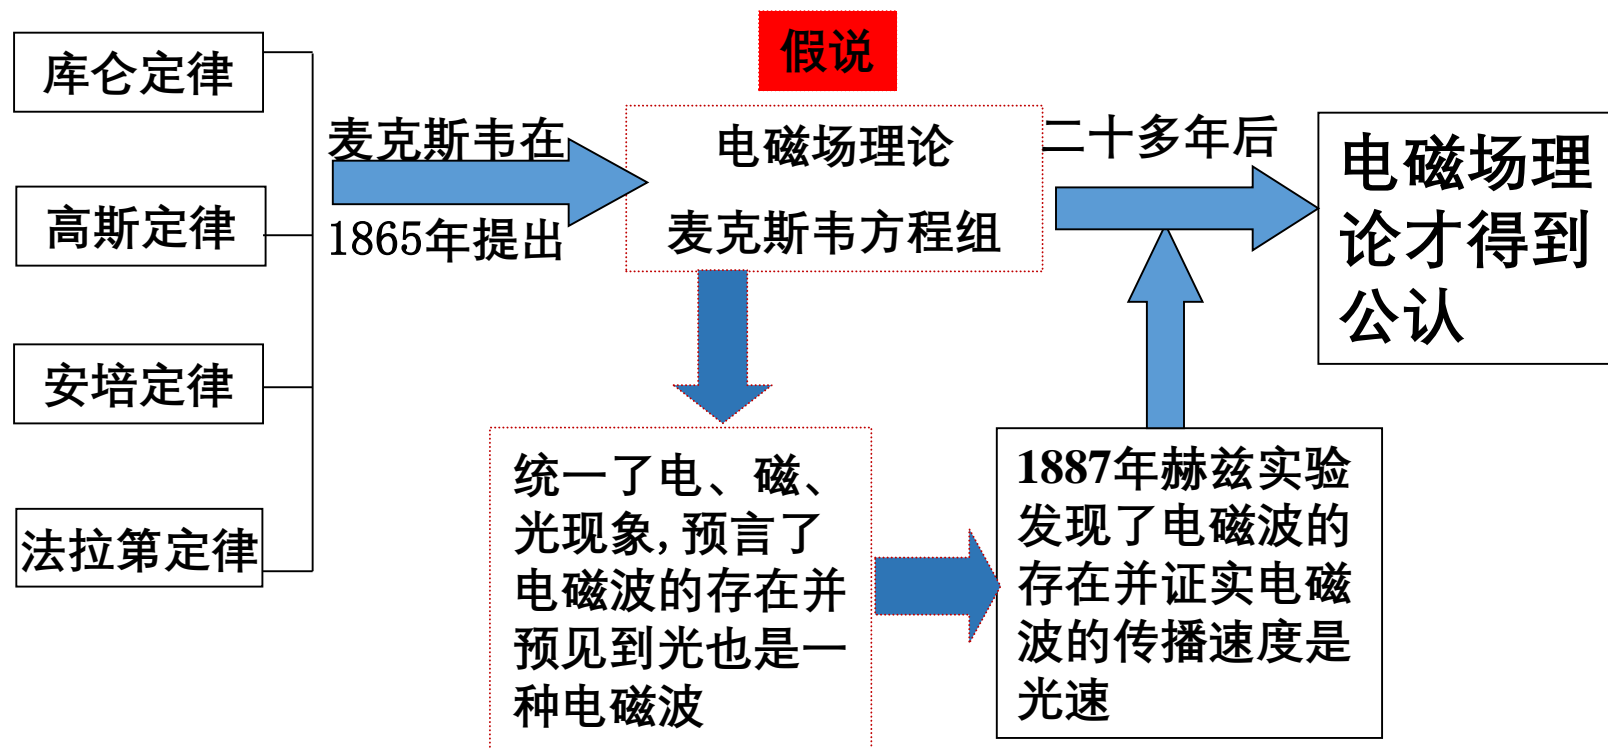 假说
库仑定律
高斯定律
安培定律
法拉第定律
麦克斯韦在
1865年提出
电磁场理论
麦克斯韦方程组
二十多年后
电磁场理
论才得到
公认
统一了电、磁、
光现象,预言了
电磁波的存在并
预见到光也是一
种电磁波
1887年赫兹实验
发现了电磁波的
存在并证实电磁
波的传播速度是
光速